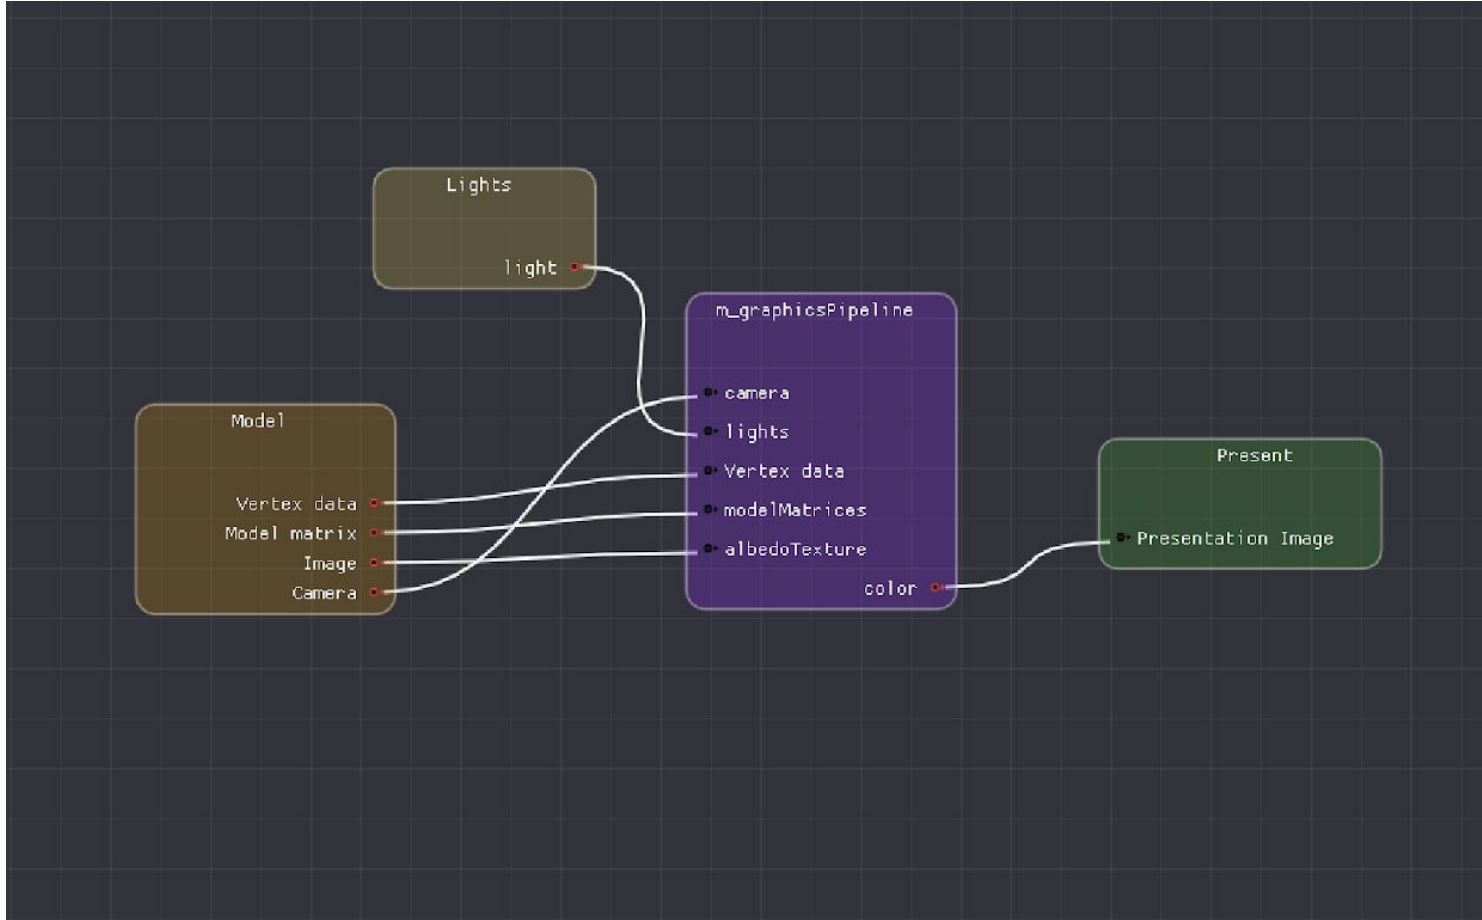 Lights
light
Model
Vertex data
Model matrix
Image
Camera
m_graphicsPipeline
camera
lights
Vertex data
modelMatrices
albedoTexture
color
Present
Presentation Image